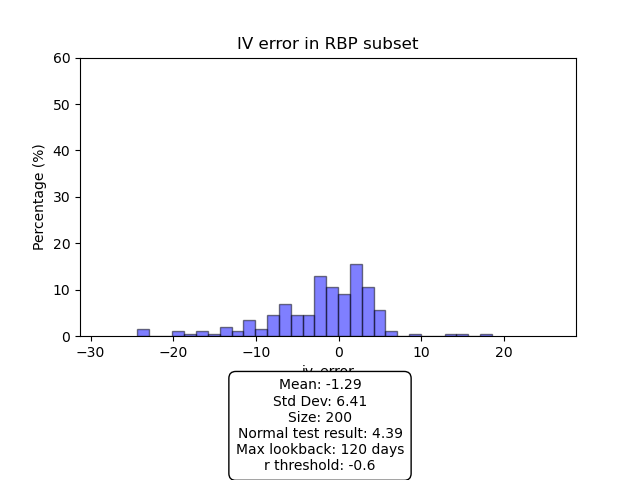 IV error in RBP subset
Percentage (%)
60
50
40
30
20
10
0
−30
−20
−10
0
10
20
iv_error
Mean: -1.29
Std Dev: 6.41
Size: 200
Normal test result: 4.39
Max lookback: 120 days
r threshold: -0.6